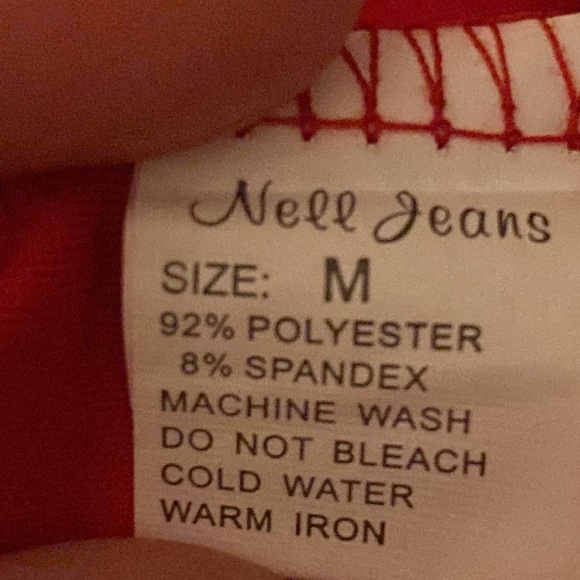 Nell Jeans
SIZE: M
92% POLYESTER
8% SPANDEX
MACHINE WASH
DO NOT BLEACH
COLD WATER
WARM IRON